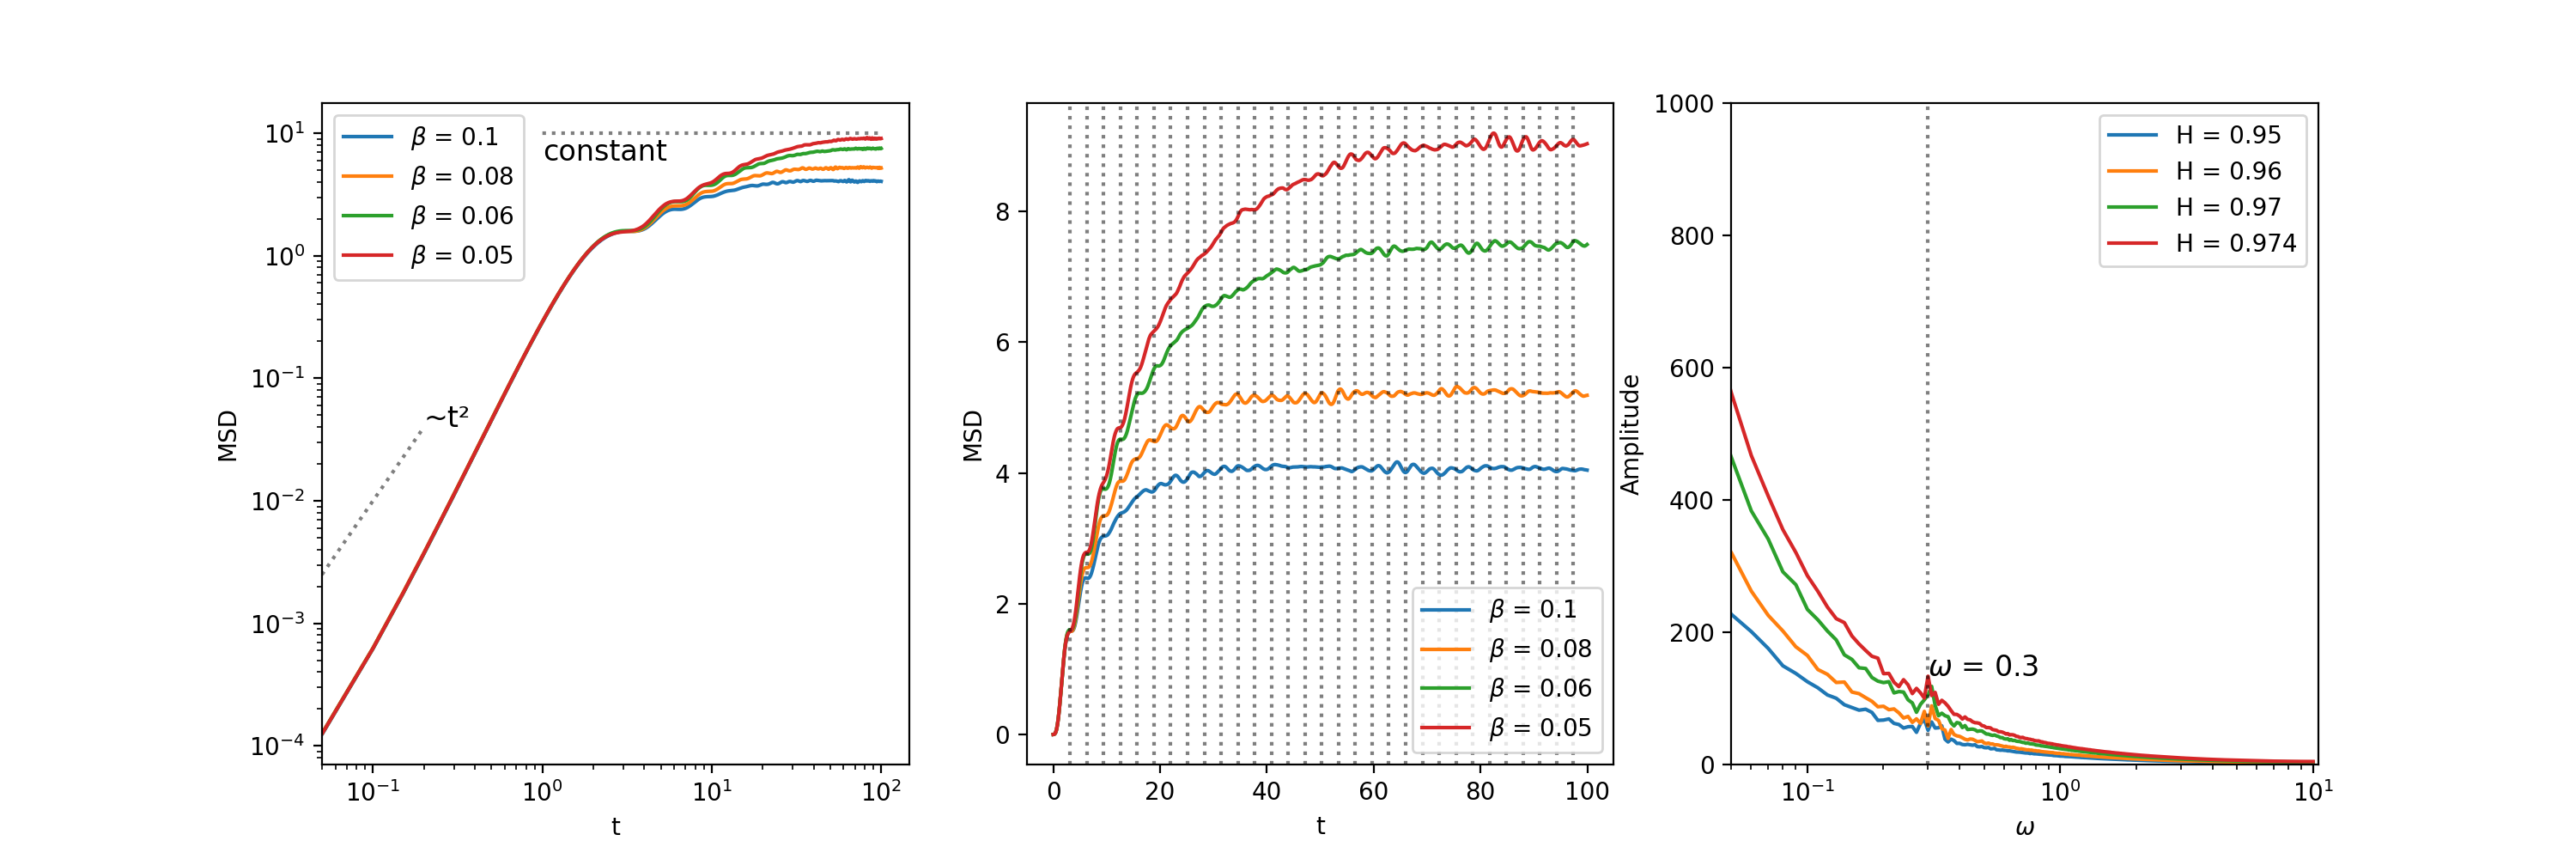 10¹
10⁰
10⁻¹
10⁻²
10⁻³
10⁻⁴
MSD
β = 0.1
β = 0.08
β = 0.06
β = 0.05
constant
~t²
10⁻¹ 10⁰ 10¹ 10²
t
8
6
4
2
0
MSD
β = 0.1
β = 0.08
β = 0.06
β = 0.05
0 20 40 60 80 100
t
1000
800
600
400
200
0
Amplitude
H = 0.95
H = 0.96
H = 0.97
H = 0.974
ω = 0.3
10⁻¹ 10⁰ 10¹
ω